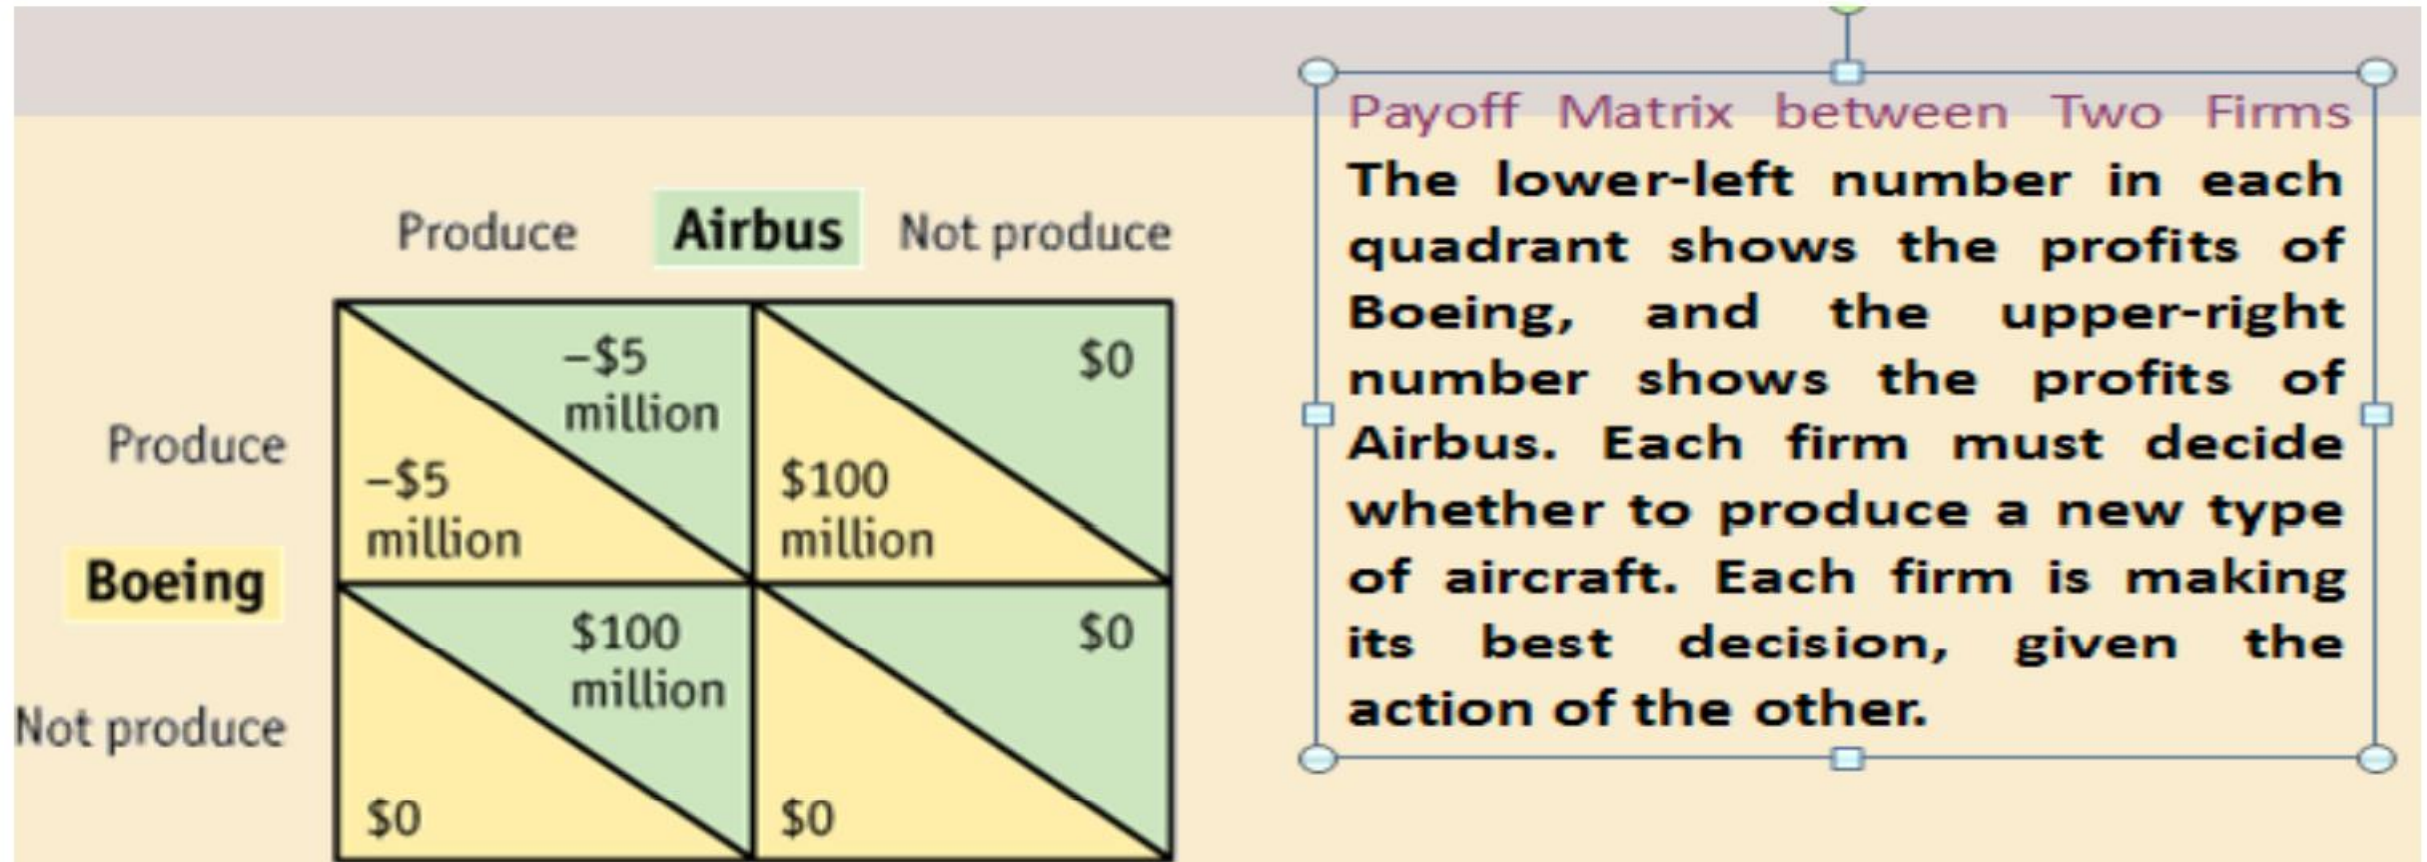 Payoff Matrix between Two Firms
The lower-left number in each
quadrant shows the profits of
Boeing, and the upper-right
number shows the profits of
Airbus. Each firm must decide
whether to produce a new type
of aircraft. Each firm is making
its best decision, given the
action of the other.
Produce Airbus Not produce
–$5
million
$0
Produce
–$5
million
$100
million
Boeing
$100
million
$0
Not produce
$0
$0